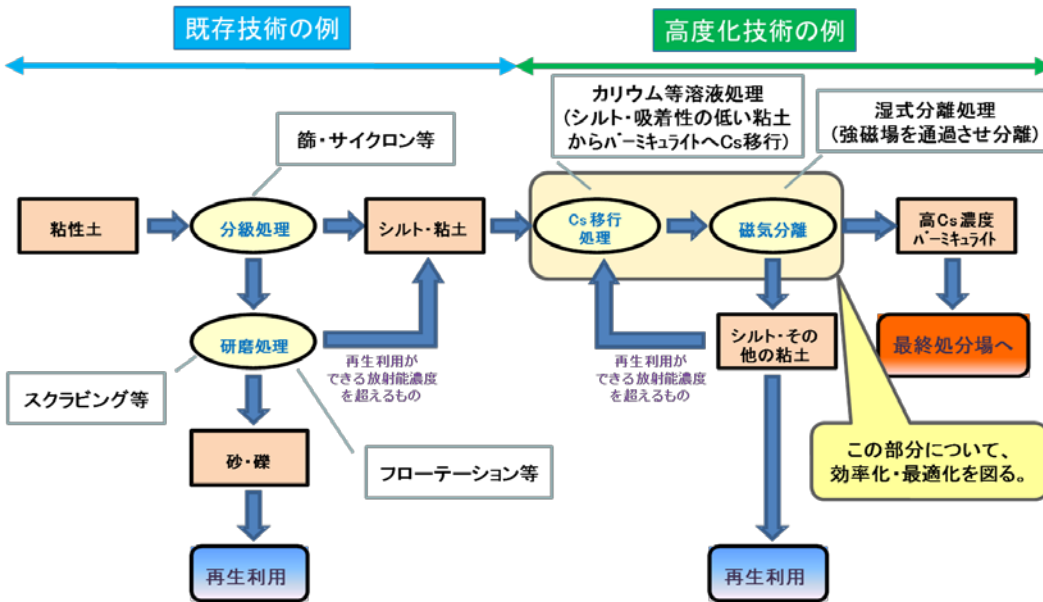 既存技術の例
高度化技術の例
篩・サイクロン等
カリウム等溶液処理
(シルト・吸着性の低い粘土
からバーミキュライトへCs移行)
湿式分離処理
(強磁場を通過させ分離)
粘性土
分級処理
シルト・粘土
Cs移行
処理
磁気分離
高Cs濃度
バーミキュライト
研磨処理
再生利用が
できる放射能濃度
を超えるもの
再生利用が
できる放射能濃度
を超えるもの
シルト・その
他の粘土
最終処分場へ
スクラビング等
砂・礫
フローテーション等
この部分について、
効率化・最適化を図る。
再生利用
再生利用